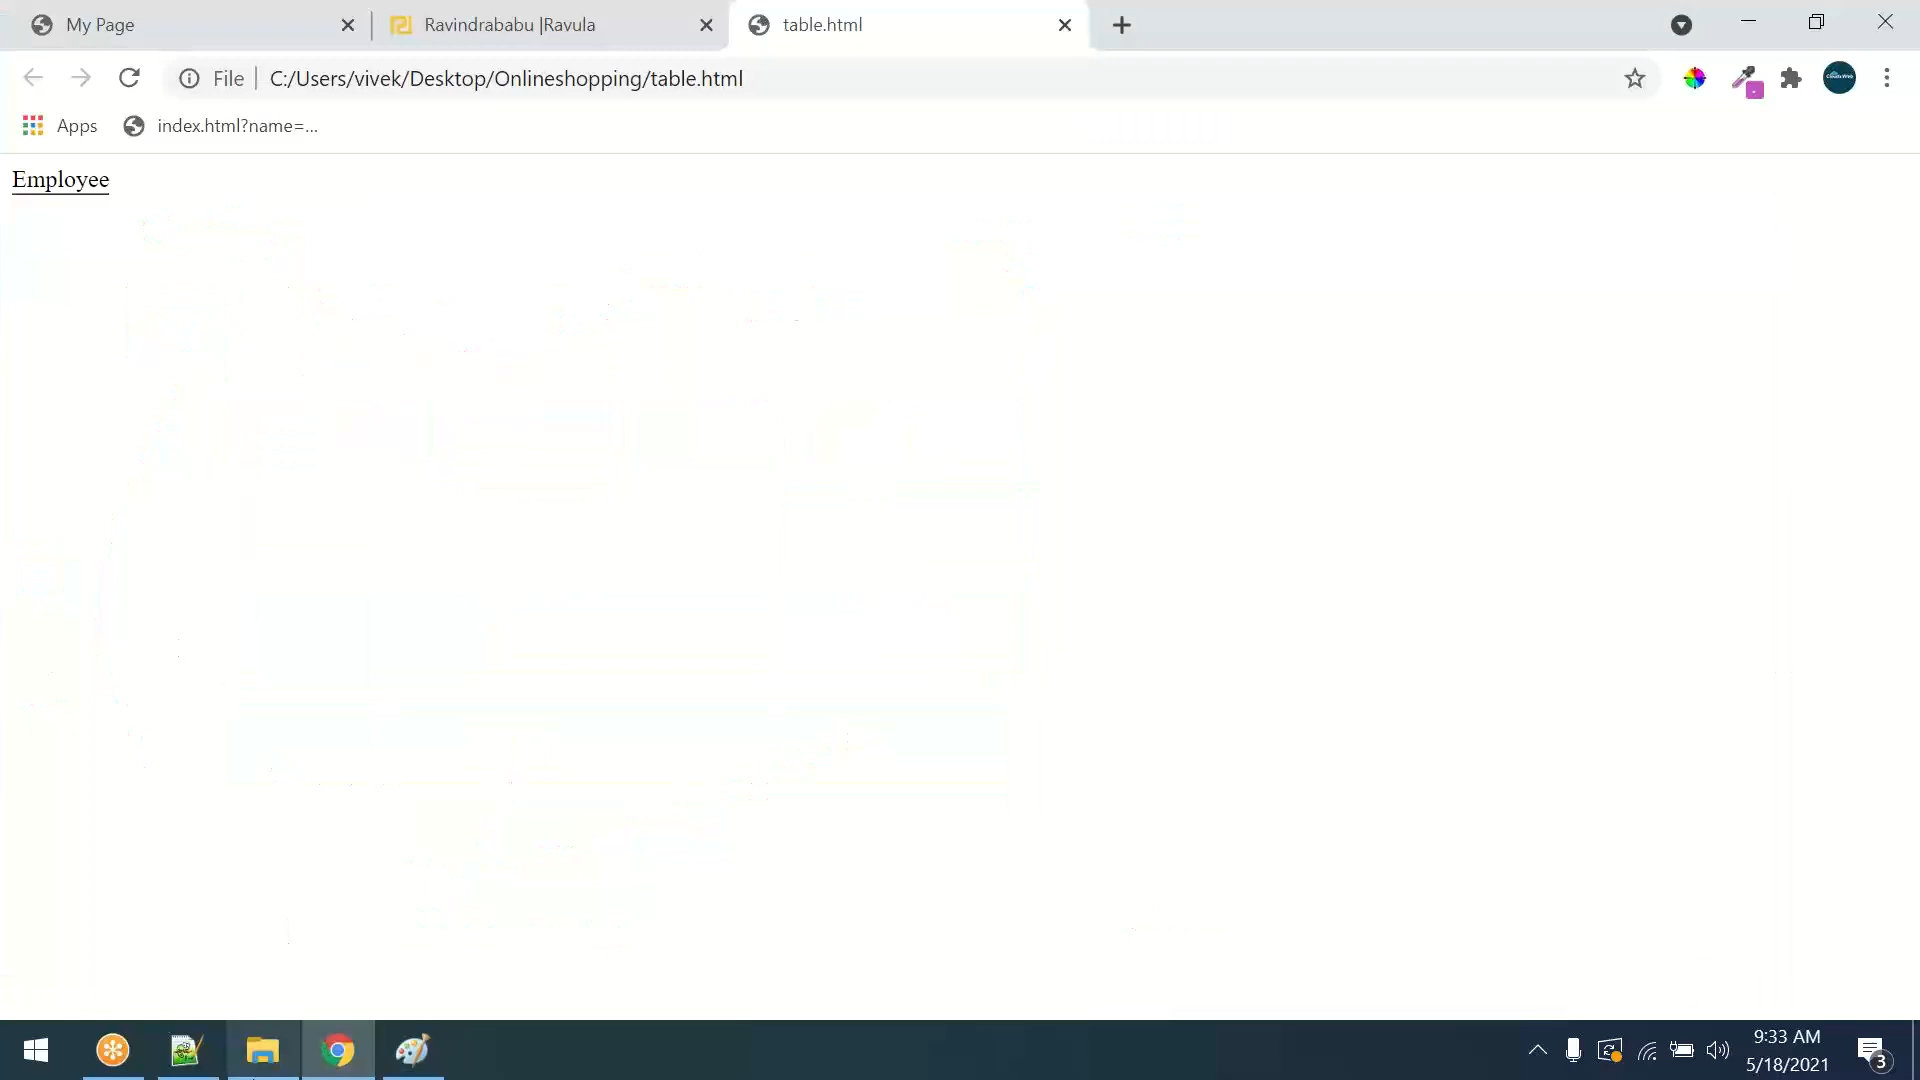 My Page
Ravindrababu |Ravula
table.html
File
C:/Users/vivek/Desktop/Onlineshopping/table.html
Apps
index.html?name=...
Employee
9:33 AM
5/18/2021
3